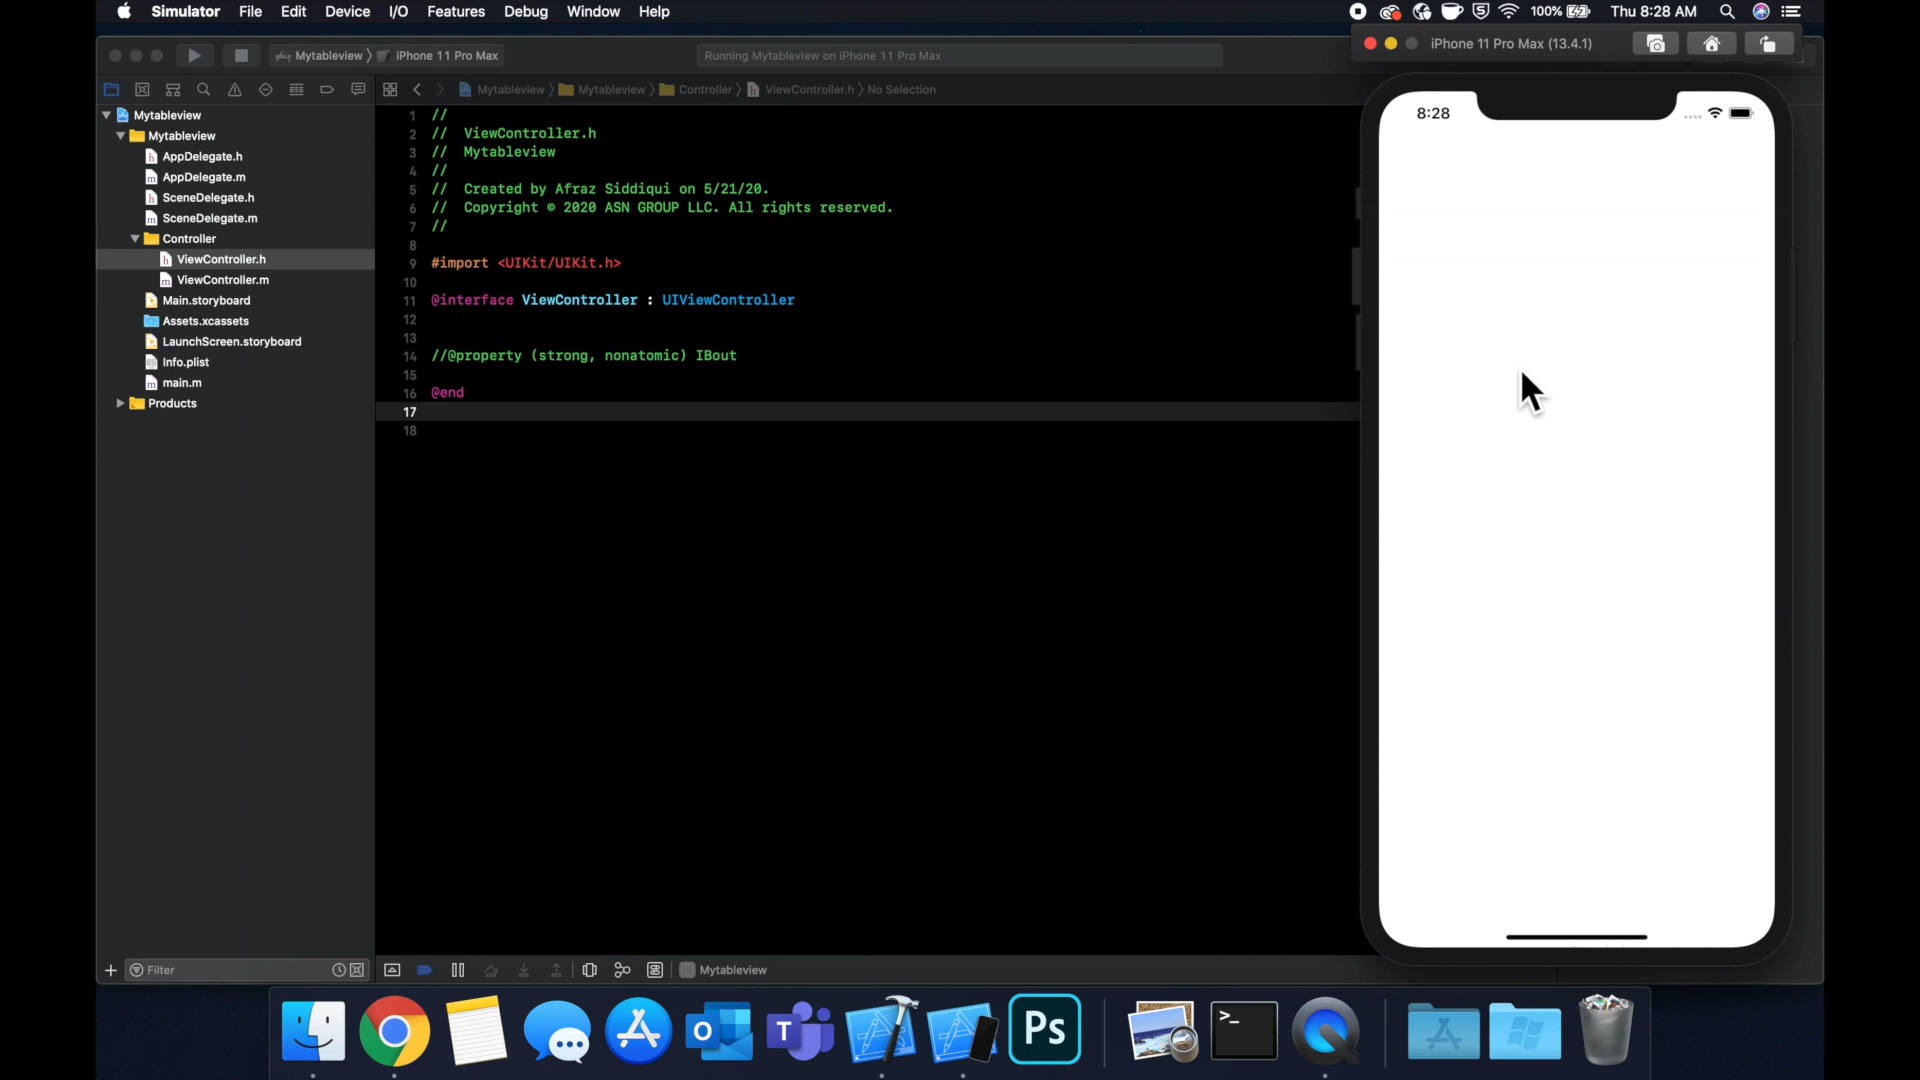 Simulator File Edit Device I/O Features Debug Window Help 100% Thu 8:28 AM
Mytableview iPhone 11 Pro Max
Running Mytableview on iPhone 11 Pro Max
iPhone 11 Pro Max (13.4.1)
Mytableview Mytableview Controller ViewController.h No Selection
Mytableview
Mytableview
AppDelegate.h
AppDelegate.m
SceneDelegate.h
SceneDelegate.m
Controller
ViewController.h
ViewController.m
Main.storyboard
Assets.xcassets
LaunchScreen.storyboard
Info.plist
main.m
Products
1 //
2 // ViewController.h
3 // Mytableview
4 //
5 // Created by Afraz Siddiqui on 5/21/20.
6 // Copyright © 2020 ASN GROUP LLC. All rights reserved.
7 //
8
9 #import <UIKit/UIKit.h>
10
11 @interface ViewController : UIViewController
12
13
14 //@property (strong, nonatomic) IBout
15
16 @end
17
18
8:28
Filter
Mytableview
O
T
Ps
>_